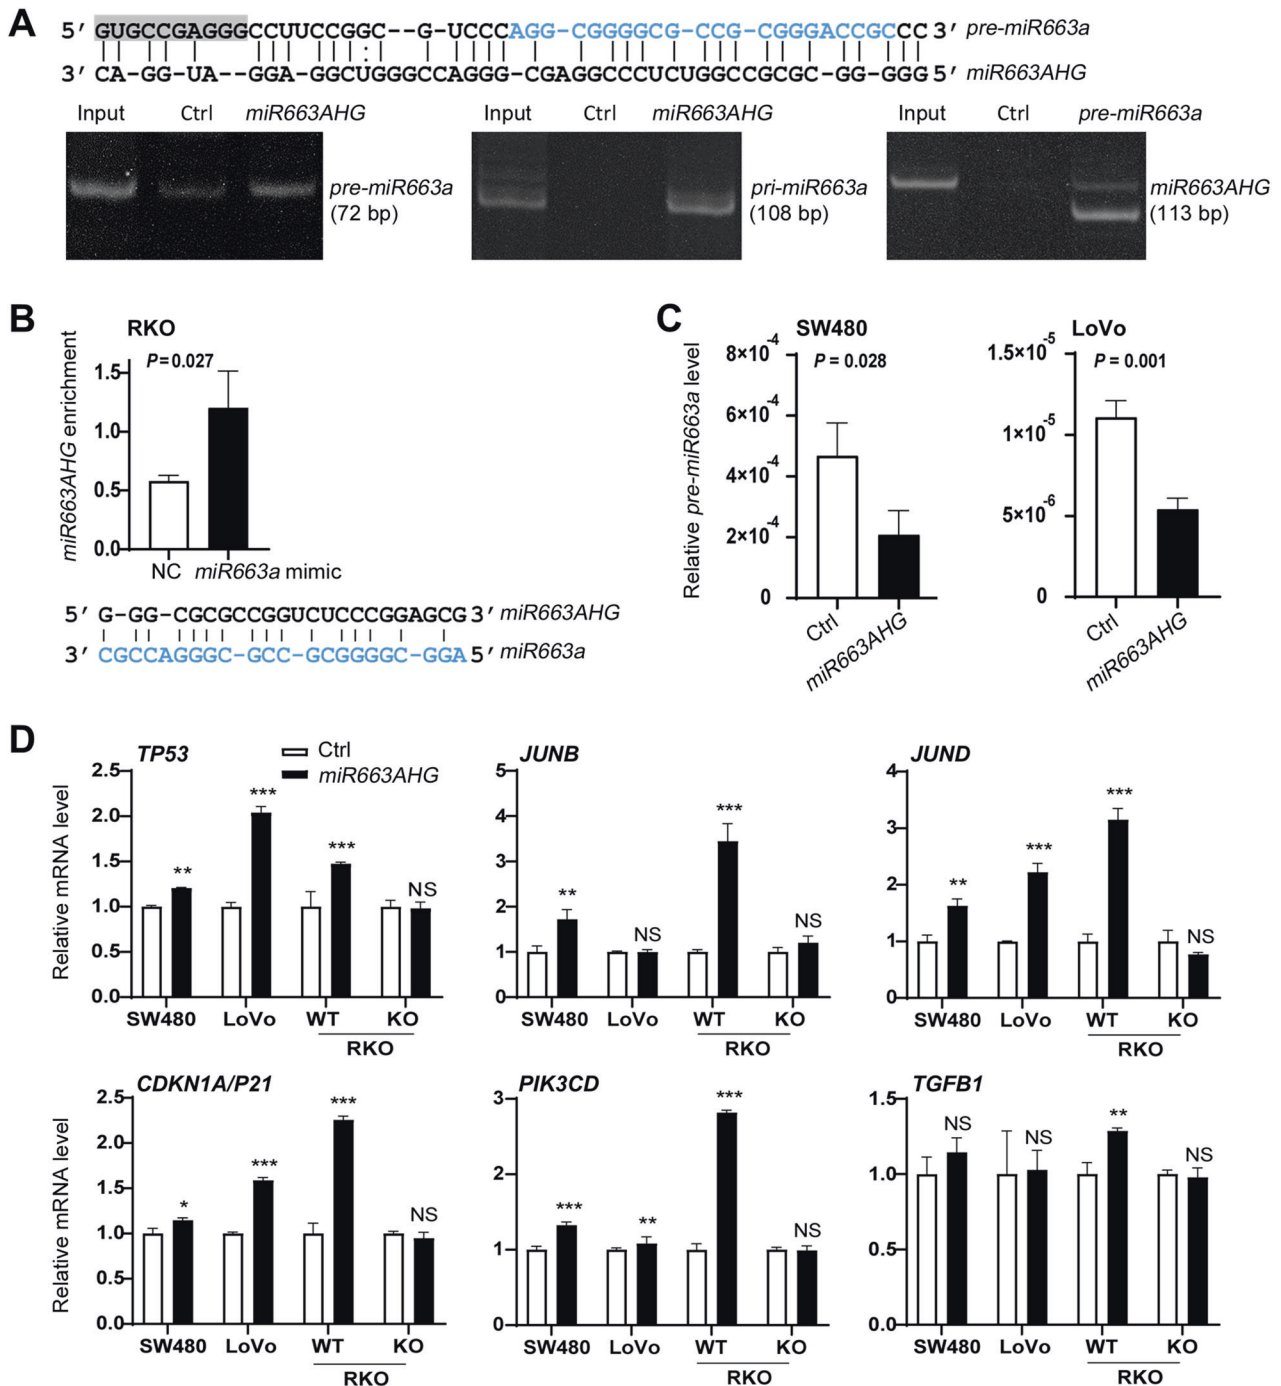 A
5′ GUGCCGAGGGCCUUCCGGC--G-UCCCAGG-CGGGGCG-CCG-CGGGACCGCCCC 3′ pre-miR663a
3′ CA-GG-UA--GGA-GGCUGGGCCAGGG-CGAGGCCCUCUGGCCGCGC-GG-GGG 5′ miR663AHG
Input Ctrl miR663AHG
pre-miR663a
(72 bp)
Input Ctrl miR663AHG
pri-miR663a
(108 bp)
Input Ctrl pre-miR663a
miR663AHG
(113 bp)
B
RKO
miR663AHG enrichment
P = 0.027
1.5
1.0
0.5
0.0
NC miR663a mimic
5′ G-GG-CGCGCCGGUCUCCCGGAGCG 3′ miR663AHG
3′ CGCCAGGGC-GCC-GCGGGGC-GGA 5′ miR663a
C
Relative pre-miR663a level
SW480
P = 0.028
8×10-4
6×10-4
4×10-4
2×10-4
0
Ctrl
miR663AHG
LoVo
P = 0.001
1.5×10-5
1×10-5
5×10-6
0
Ctrl
miR663AHG
D
Ctrl
miR663AHG
TP53
Relative mRNA level
2.5
2.0
1.5
1.0
0.5
0.0
** *** *** NS
SW480 LoVo WT KO
RKO
JUNB
5
4
3
2
1
0
** NS *** NS
SW480 LoVo WT KO
RKO
JUND
4
3
2
1
0
** *** *** NS
SW480 LoVo WT KO
RKO
CDKN1A/P21
Relative mRNA level
2.5
2.0
1.5
1.0
0.5
0.0
* *** *** NS
SW480 LoVo WT KO
RKO
PIK3CD
3
2
1
0
*** ** *** NS
SW480 LoVo WT KO
RKO
TGFB1
1.5
1.0
0.5
0.0
NS NS ** NS
SW480 LoVo WT KO
RKO